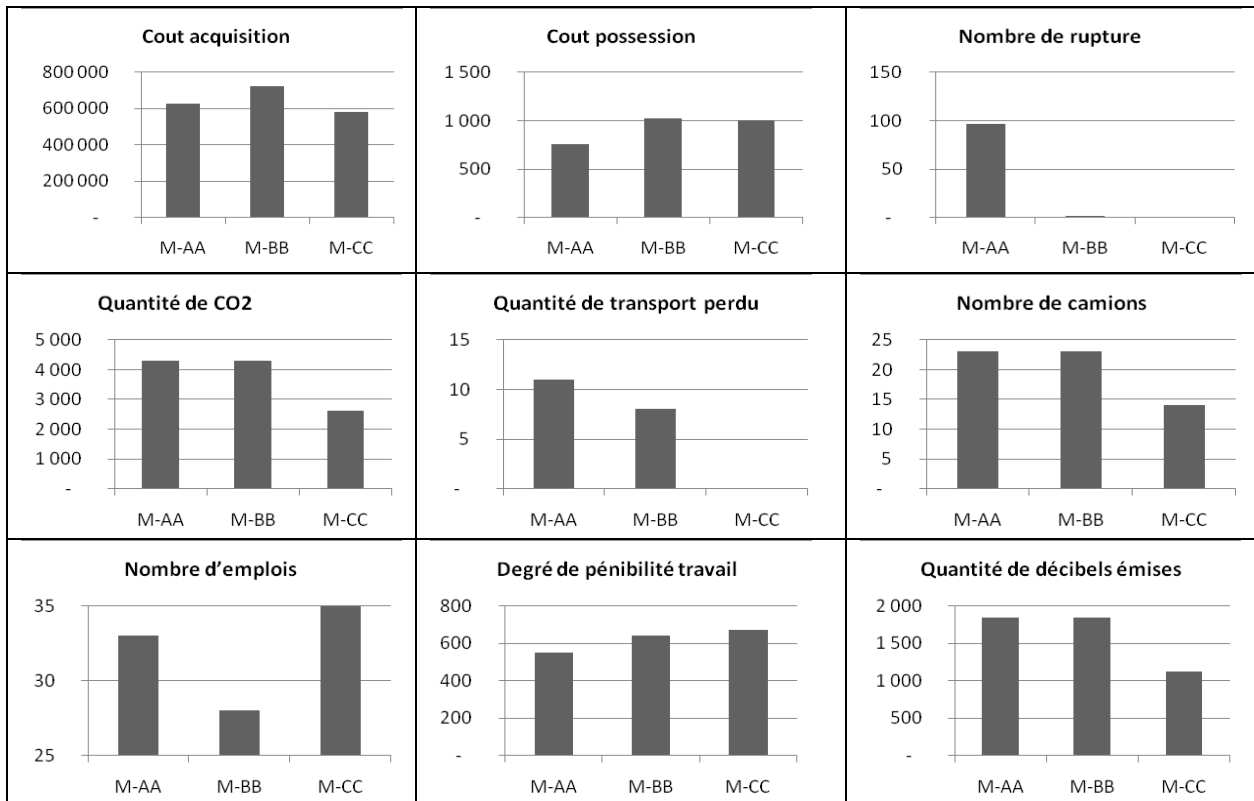 Cout acquisition
800 000
600 000
400 000
200 000
-
M-AA M-BB M-CC
Cout possession
1 500
1 000
500
-
M-AA M-BB M-CC
Nombre de rupture
150
100
50
-
M-AA M-BB M-CC
Quantité de CO2
5 000
4 000
3 000
2 000
1 000
-
M-AA M-BB M-CC
Quantité de transport perdu
15
10
5
-
M-AA M-BB M-CC
Nombre de camions
25
20
15
10
5
-
M-AA M-BB M-CC
Nombre d’emplois
35
30
25
M-AA M-BB M-CC
Degré de pénibilité travail
800
600
400
200
-
M-AA M-BB M-CC
Quantité de décibels émises
2 000
1 500
1 000
500
-
M-AA M-BB M-CC